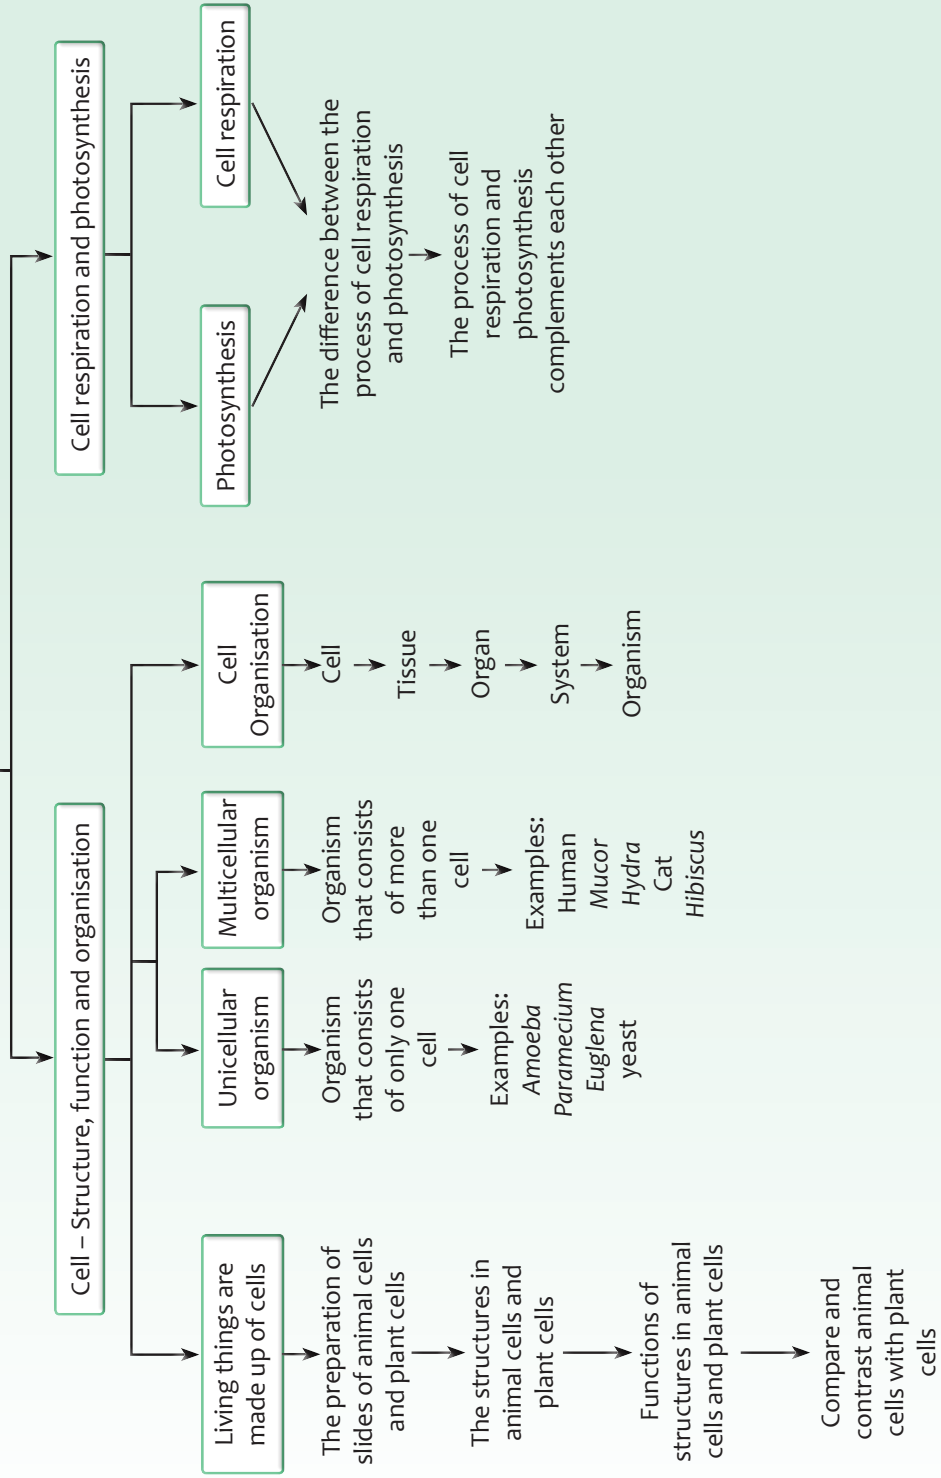 Cell – Structure, function and organisation
Living things are
made up of cells
The preparation of
slides of animal cells
and plant cells
The structures in
animal cells and
plant cells
Functions of
structures in animal
cells and plant cells
Compare and
contrast animal
cells with plant
cells
Unicellular
organism
Organism
that consists
of only one
cell
Examples:
Amoeba
Paramecium
Euglena
yeast
Multicellular
organism
Organism
that consists
of more
than one
cell
Examples:
Human
Mucor
Hydra
Cat
Hibiscus
Cell
Organisation
Cell
Tissue
Organ
System
Organism
Cell respiration and photosynthesis
Photosynthesis
Cell respiration
The difference between the
process of cell respiration
and photosynthesis
The process of cell
respiration and
photosynthesis
complements each other